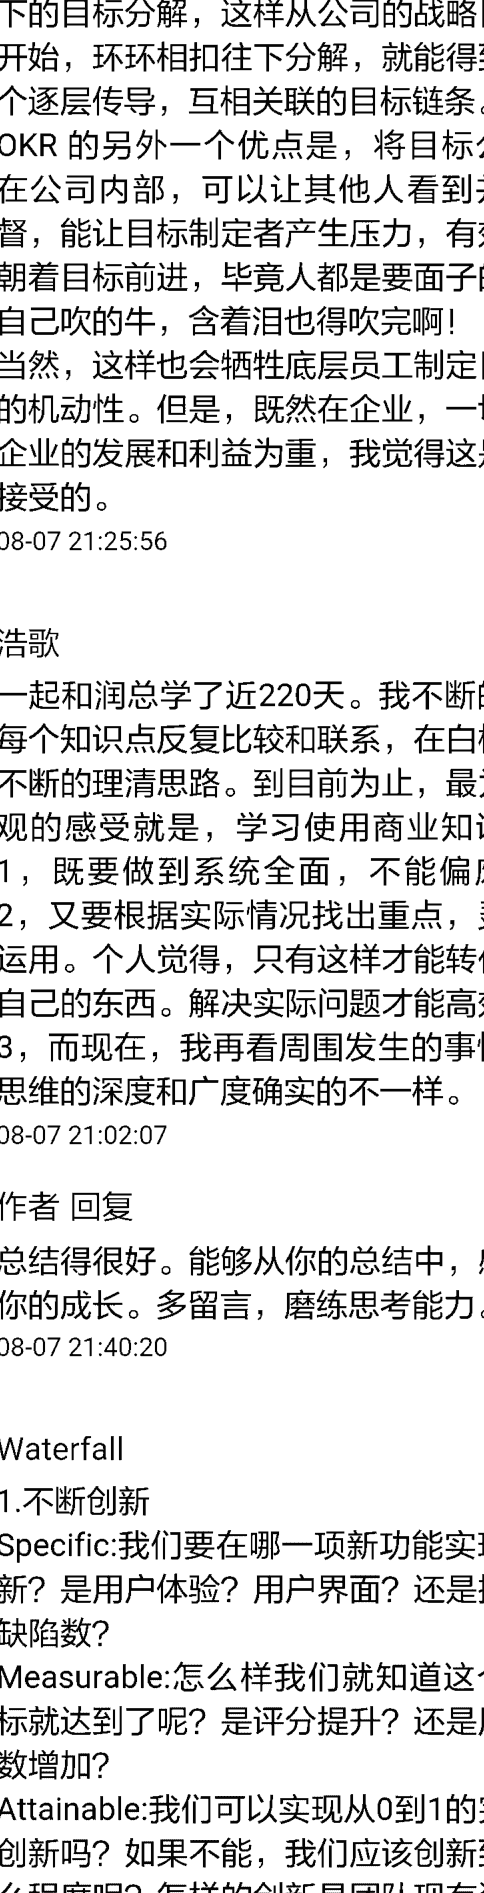 下的目标分解，这样从公司的战略
开始，环环相扣往下分解，就能得
个逐层传导，互相关联的目标链条。
OKR 的另外一个优点是，将目标
在公司内部，可以让其他人看到
督，能让目标制定者产生压力，有
朝着目标前进，毕竟人都是要面子
自己吹的牛，含着泪也得吹完啊！
当然，这样也会牺牲底层员工制定
的机动性。但是，既然在企业，一
企业的发展和利益为重，我觉得这
接受的。
08-07 21:25:56
浩歌
一起和润总学了近220天。我不断
每个知识点反复比较和联系，在白
不断的理清思路。到目前为止，最
观的感受就是，学习使用商业知
1，既要做到系统全面，不能偏
2，又要根据实际情况找出重点，
运用。个人觉得，只有这样才能转
自己的东西。解决实际问题才能高
3，而现在，我再看周围发生的事
思维的深度和广度确实的不一样。
08-07 21:02:07
作者 回复
总结得很好。能够从你的总结中，
你的成长。多留言，磨练思考能力。
08-07 21:40:20
Waterfall
1.不断创新
Specific:我们要在哪一项新功能实
新？是用户体验？用户界面？还是
缺陷数？
Measurable:怎么样我们就知道这
标就达到了呢？是评分提升？还是
数增加？
Attainable:我们可以实现从0到1的
创新吗？如果不能，我们应该创新